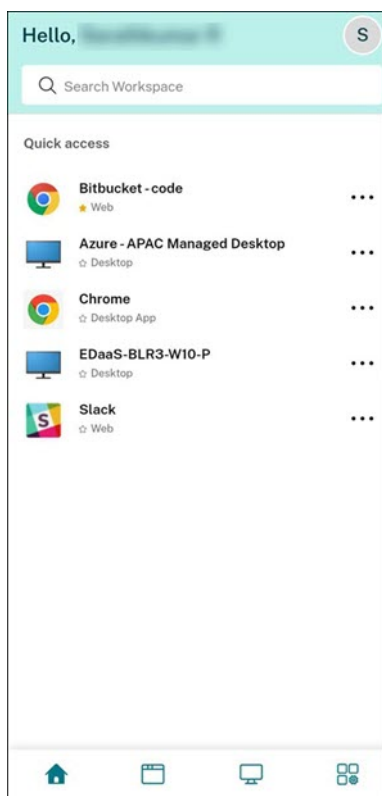 Hello,
S
Search Workspace
Quick access
Bitbucket - code
Web
Azure - APAC Managed Desktop
Desktop
Chrome
Desktop App
EDaaS-BLR3-W10-P
Desktop
S
Slack
Web